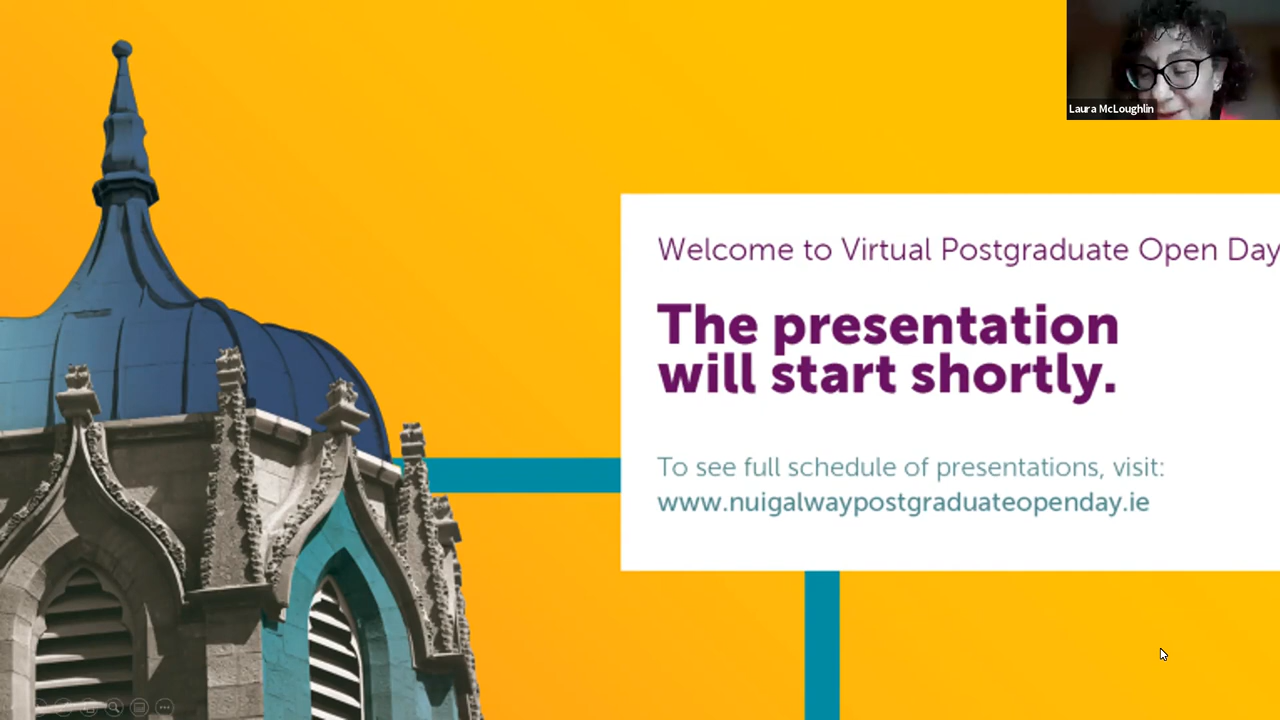 Laura McLoughlin
Welcome to Virtual Postgraduate Open Day
The presentation
will start shortly.
To see full schedule of presentations, visit:
www.nuigalwaypostgraduateopenday.ie